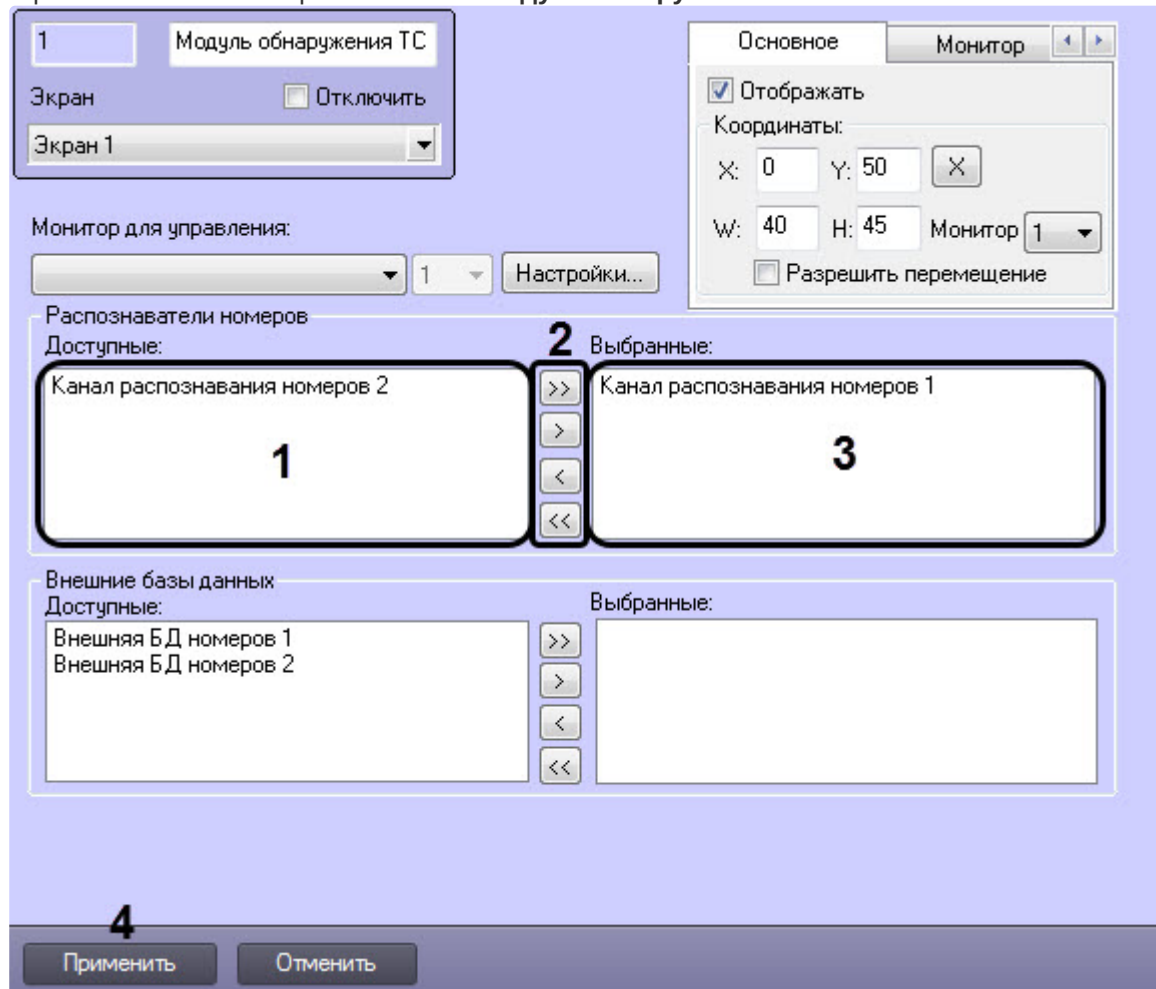 1 Модуль обнаружения ТС
Экран Отключить
Экран 1
Основное Монитор
Отображать
Координаты:
X: 0 Y: 50 X
W: 40 H: 45 Монитор 1
Разрешить перемещение
Монитор для управления:
1 Настройки...
Распознаватели номеров
Доступные: 2 Выбранные:
Канал распознавания номеров 2 >> Канал распознавания номеров 1
>
1 3
<
<<
Внешние базы данных
Доступные: Выбранные:
Внешняя БД номеров 1 >>
Внешняя БД номеров 2
>
<
<<
4
Применить Отменить